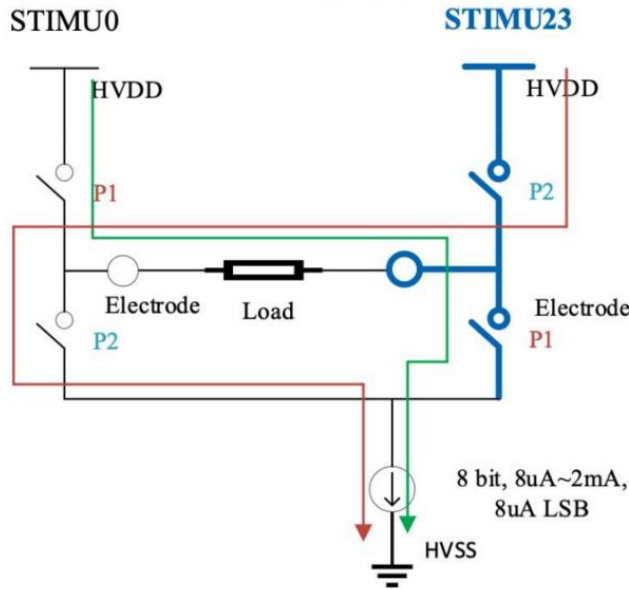 STIMU0
STIMU23
HVDD
HVDD
P1
P2
Electrode
Load
Electrode
P2
P1
8 bit, 8uA~2mA,
8uA LSB
HVSS